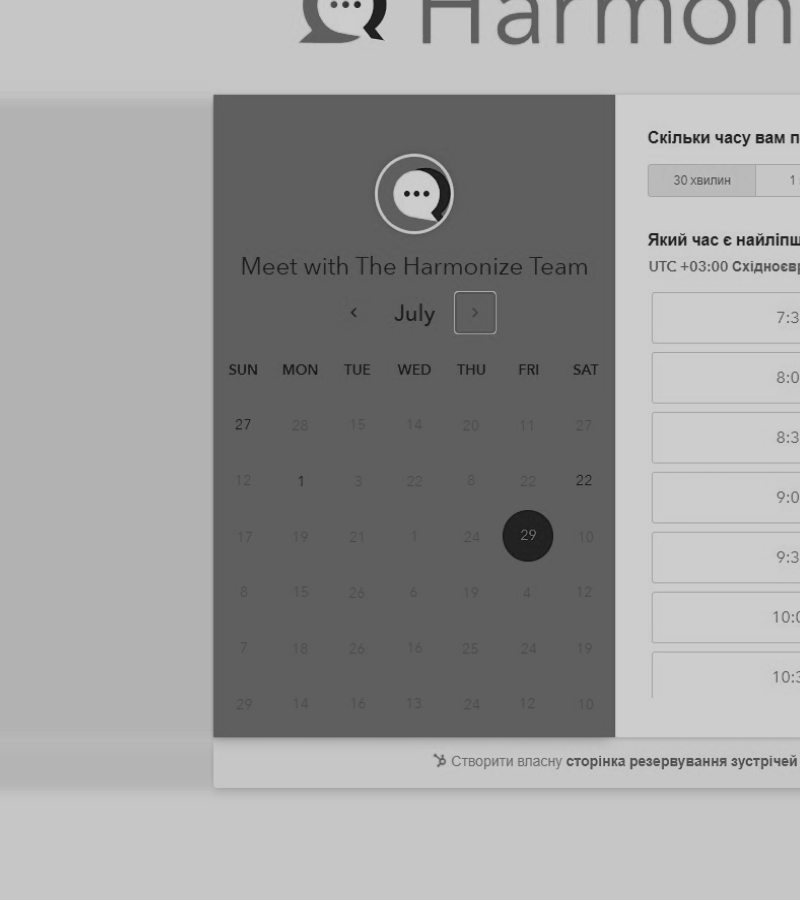 Harmon
Meet with The Harmonize Team
July
SUN MON TUE WED THU FRI SAT
27 28 15 14 20 11 27
12 1 3 22 8 22 22
17 19 21 1 24 29 10
8 15 26 6 19 4 12
7 18 26 16 25 24 19
29 14 16 13 24 12 10
Скільки часу вам п
30 хвилин 1
Який час є найліпш
UTC +03:00 Східноєвр
7:3
8:0
8:3
9:0
9:3
10:0
10:3
Створити власну сторінка резервування зустрічей